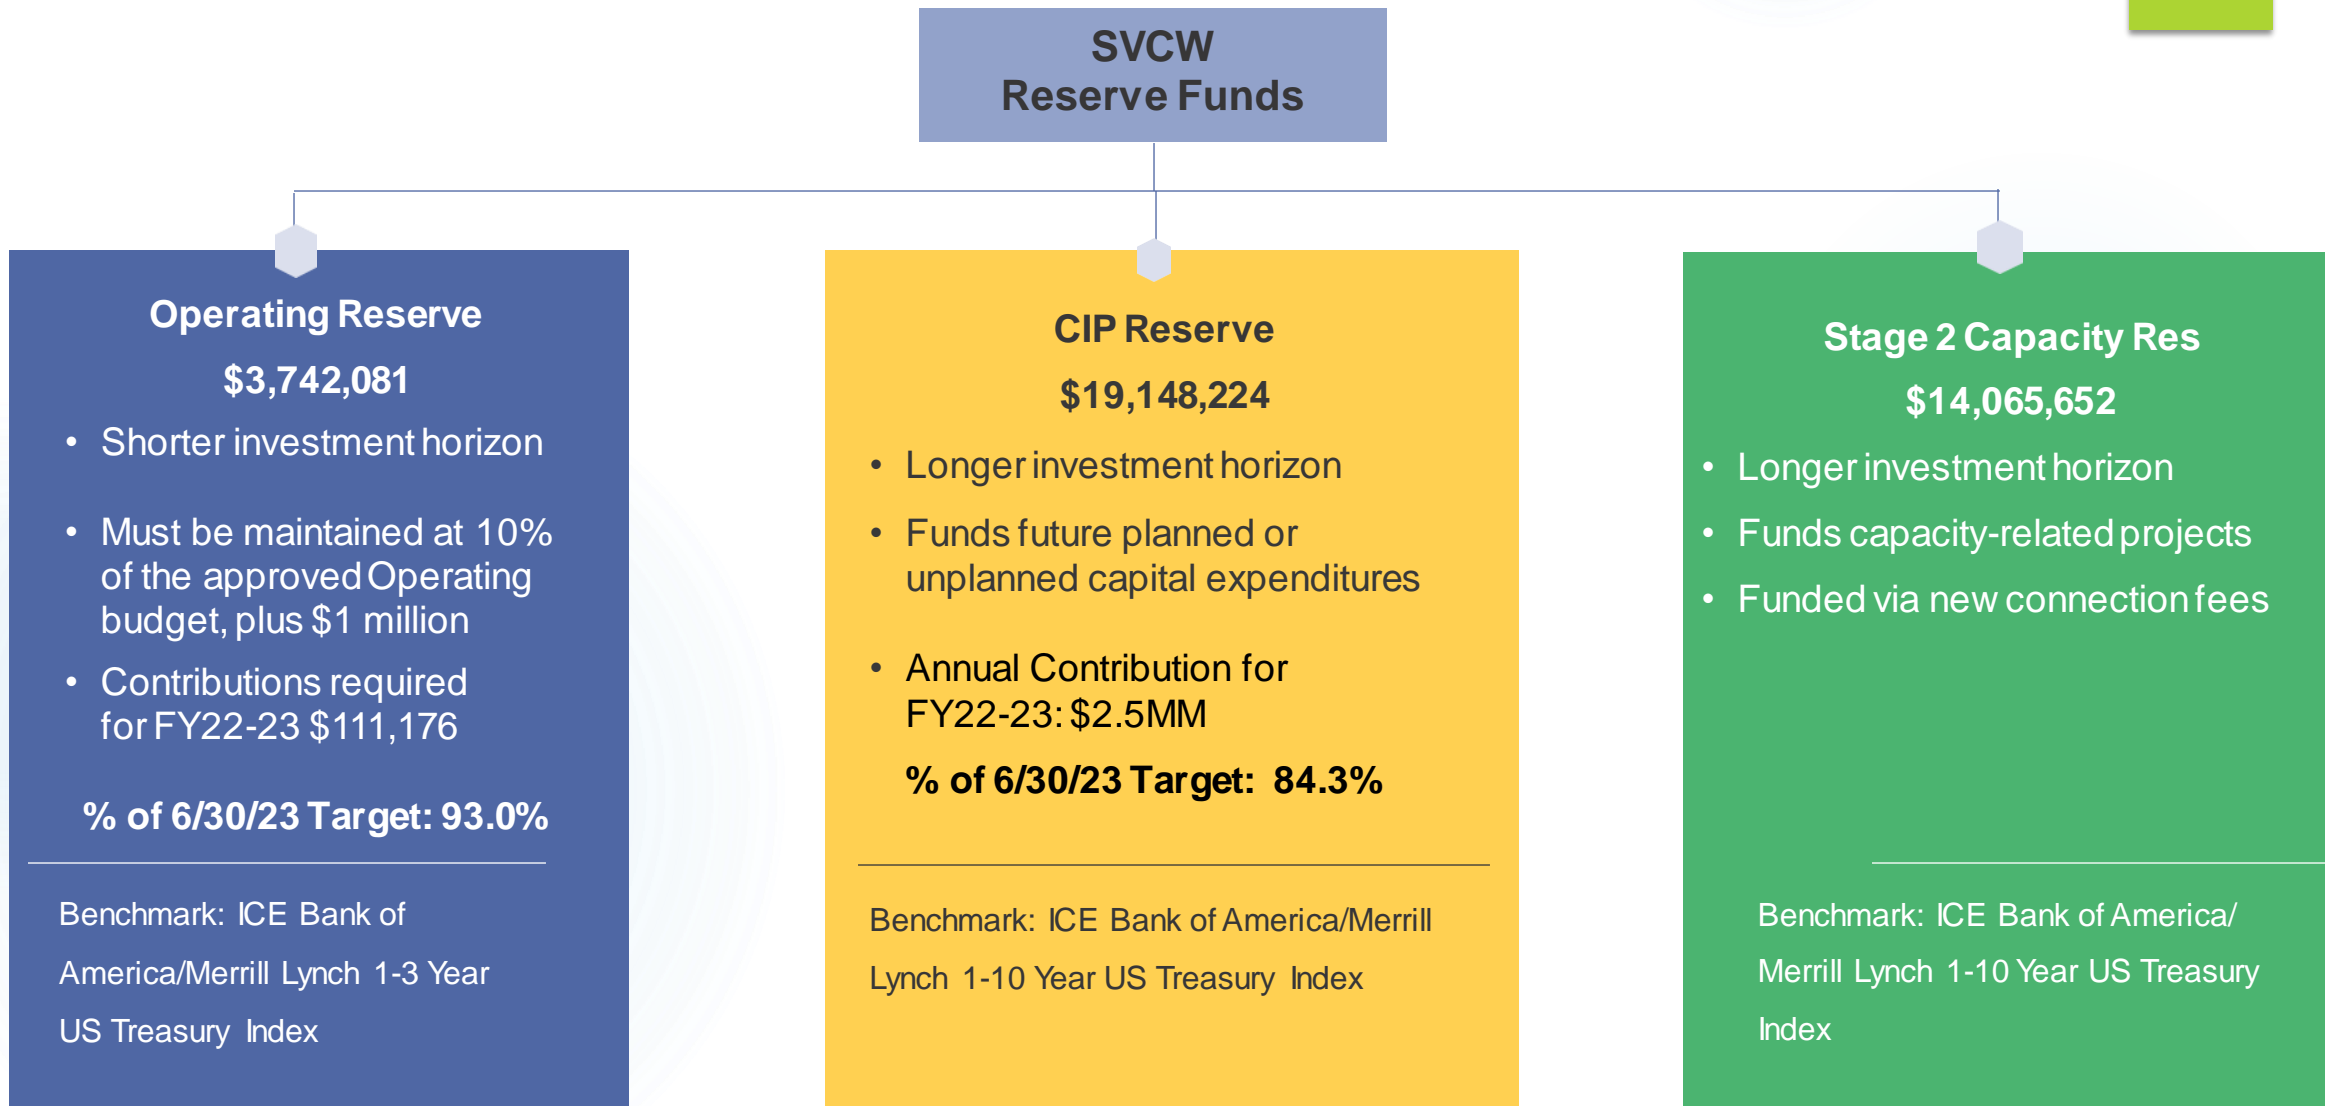 SVCW
Reserve Funds
Operating Reserve
$3,742,081
• Shorter investment horizon
• Must be maintained at 10%
of the approved Operating
budget, plus $1 million
• Contributions required
for FY22-23 $111,176
% of 6/30/23 Target: 93.0%
Benchmark: ICE Bank of
America/Merrill Lynch 1-3 Year
US Treasury Index
CIP Reserve
$19,148,224
• Longer investment horizon
• Funds future planned or
unplanned capital expenditures
• Annual Contribution for
FY22-23: $2.5MM
% of 6/30/23 Target: 84.3%
Benchmark: ICE Bank of America/Merrill
Lynch 1-10 Year US Treasury Index
Stage 2 Capacity Res
$14,065,652
• Longer investment horizon
• Funds capacity-related projects
• Funded via new connection fees
Benchmark: ICE Bank of America/
Merrill Lynch 1-10 Year US Treasury
Index